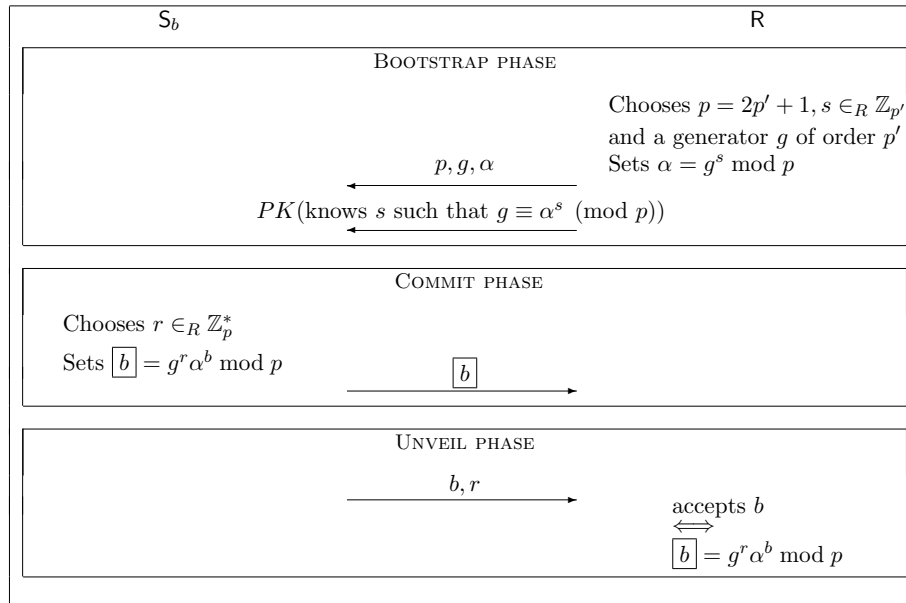 S_b R
BOOTSTRAP PHASE
Chooses p = 2p′ + 1, s ∈_R ℤ_{p′}
and a generator g of order p′
Sets α = g^s mod p
p, g, α
PK(knows s such that g ≡ α^s (mod p))
COMMIT PHASE
Chooses r ∈_R ℤ_p^*
Sets b = g^r α^b mod p
b
UNVEIL PHASE
b, r
accepts b
⟺
b = g^r α^b mod p